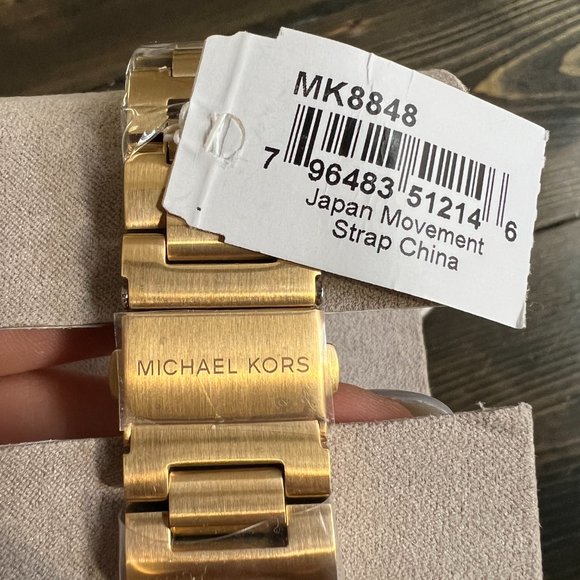 MK8848
7 96483 51214 6
Japan Movement
Strap China
MICHAEL KORS